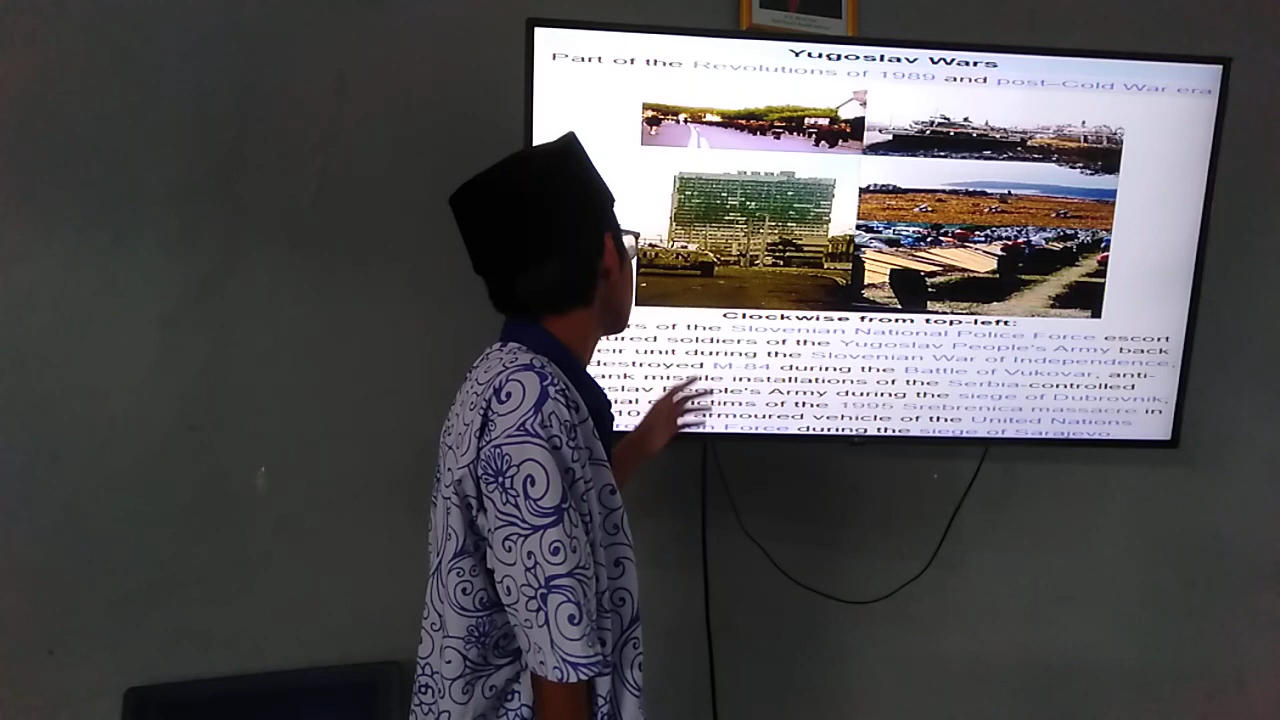 Yugoslav Wars
Part of the Revolutions of 1989 and post–Cold War era
Clockwise from top-left:
of the Slovenian National Police Force escort
soldiers of the Yugoslav People's Army back
unit during the Slovenian War of Independence;
destroyed M-84 during the Battle of Vukovar; anti-
missile installations of the Serbia-controlled
People's Army during the siege of Dubrovnik;
victims of the 1995 Srebrenica massacre in
armoured vehicle of the United Nations
Force during the siege of Sarajevo.